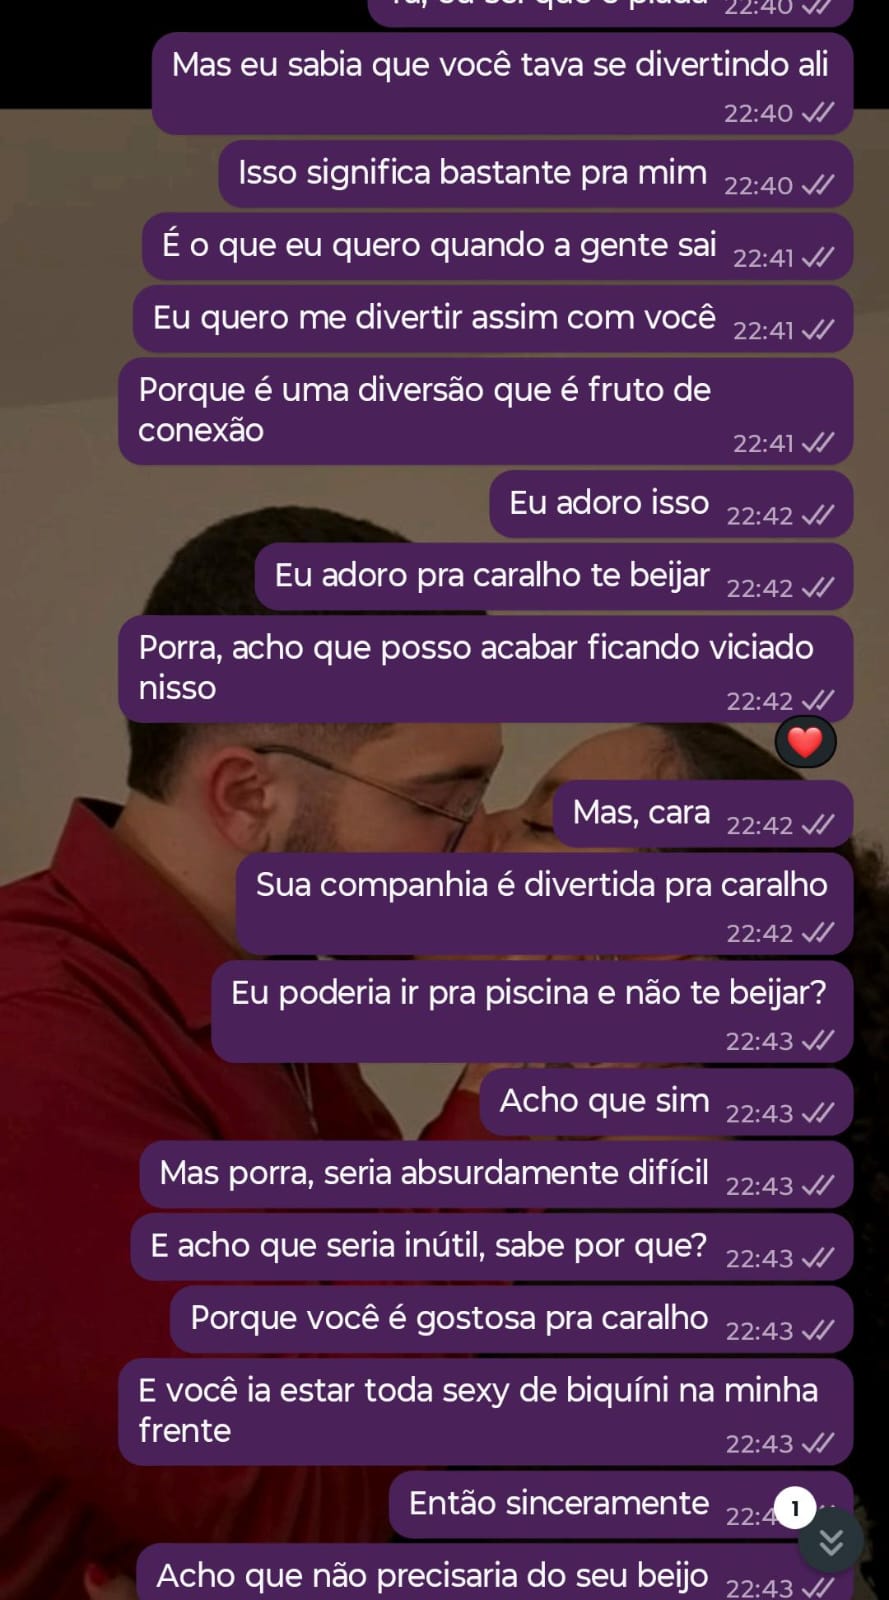 22:40
Mas eu sabia que você tava se divertindo ali
22:40
Isso significa bastante pra mim 22:40
É o que eu quero quando a gente sai 22:41
Eu quero me divertir assim com você 22:41
Porque é uma diversão que é fruto de
conexão 22:41
Eu adoro isso 22:42
Eu adoro pra caralho te beijar 22:42
Porra, acho que posso acabar ficando viciado
nisso 22:42
Mas, cara 22:42
Sua companhia é divertida pra caralho
22:42
Eu poderia ir pra piscina e não te beijar?
22:43
Acho que sim 22:43
Mas porra, seria absurdamente difícil 22:43
E acho que seria inútil, sabe por que? 22:43
Porque você é gostosa pra caralho 22:43
E você ia estar toda sexy de biquíni na minha
frente 22:43
Então sinceramente
1
Acho que não precisaria do seu beijo 22:43